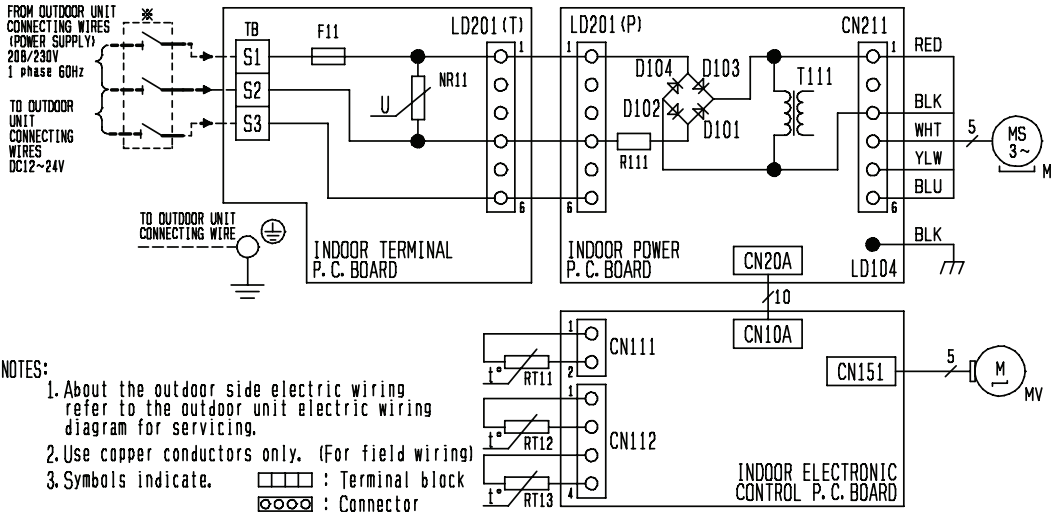 FROM OUTDOOR UNIT
CONNECTING WIRES
(POWER SUPPLY)
208/230V
1 phase 60Hz
TO OUTDOOR
UNIT
CONNECTING
WIRES
DC12~24V
※
TB
S1
S2
S3
F11
NR11
U
LD201(T)
1
6
TO OUTDOOR UNIT
CONNECTING WIRE
INDOOR TERMINAL
P.C.BOARD
LD201(P)
1
6
D104
D103
D102
D101
R111
T111
CN211
1
6
RED
BLK
WHT
YLW
BLU
5
MS
3~
M
BLK
LD104
INDOOR POWER
P.C.BOARD
CN20A
10
CN10A
1
2
CN111
t°
RT11
1
4
CN112
t°
RT12
t°
RT13
CN151
5
M
MV
INDOOR ELECTRONIC
CONTROL P.C.BOARD
NOTES:
1. About the outdoor side electric wiring
refer to the outdoor unit electric wiring
diagram for servicing.
2. Use copper conductors only. (For field wiring)
3. Symbols indicate.
: Terminal block
: Connector